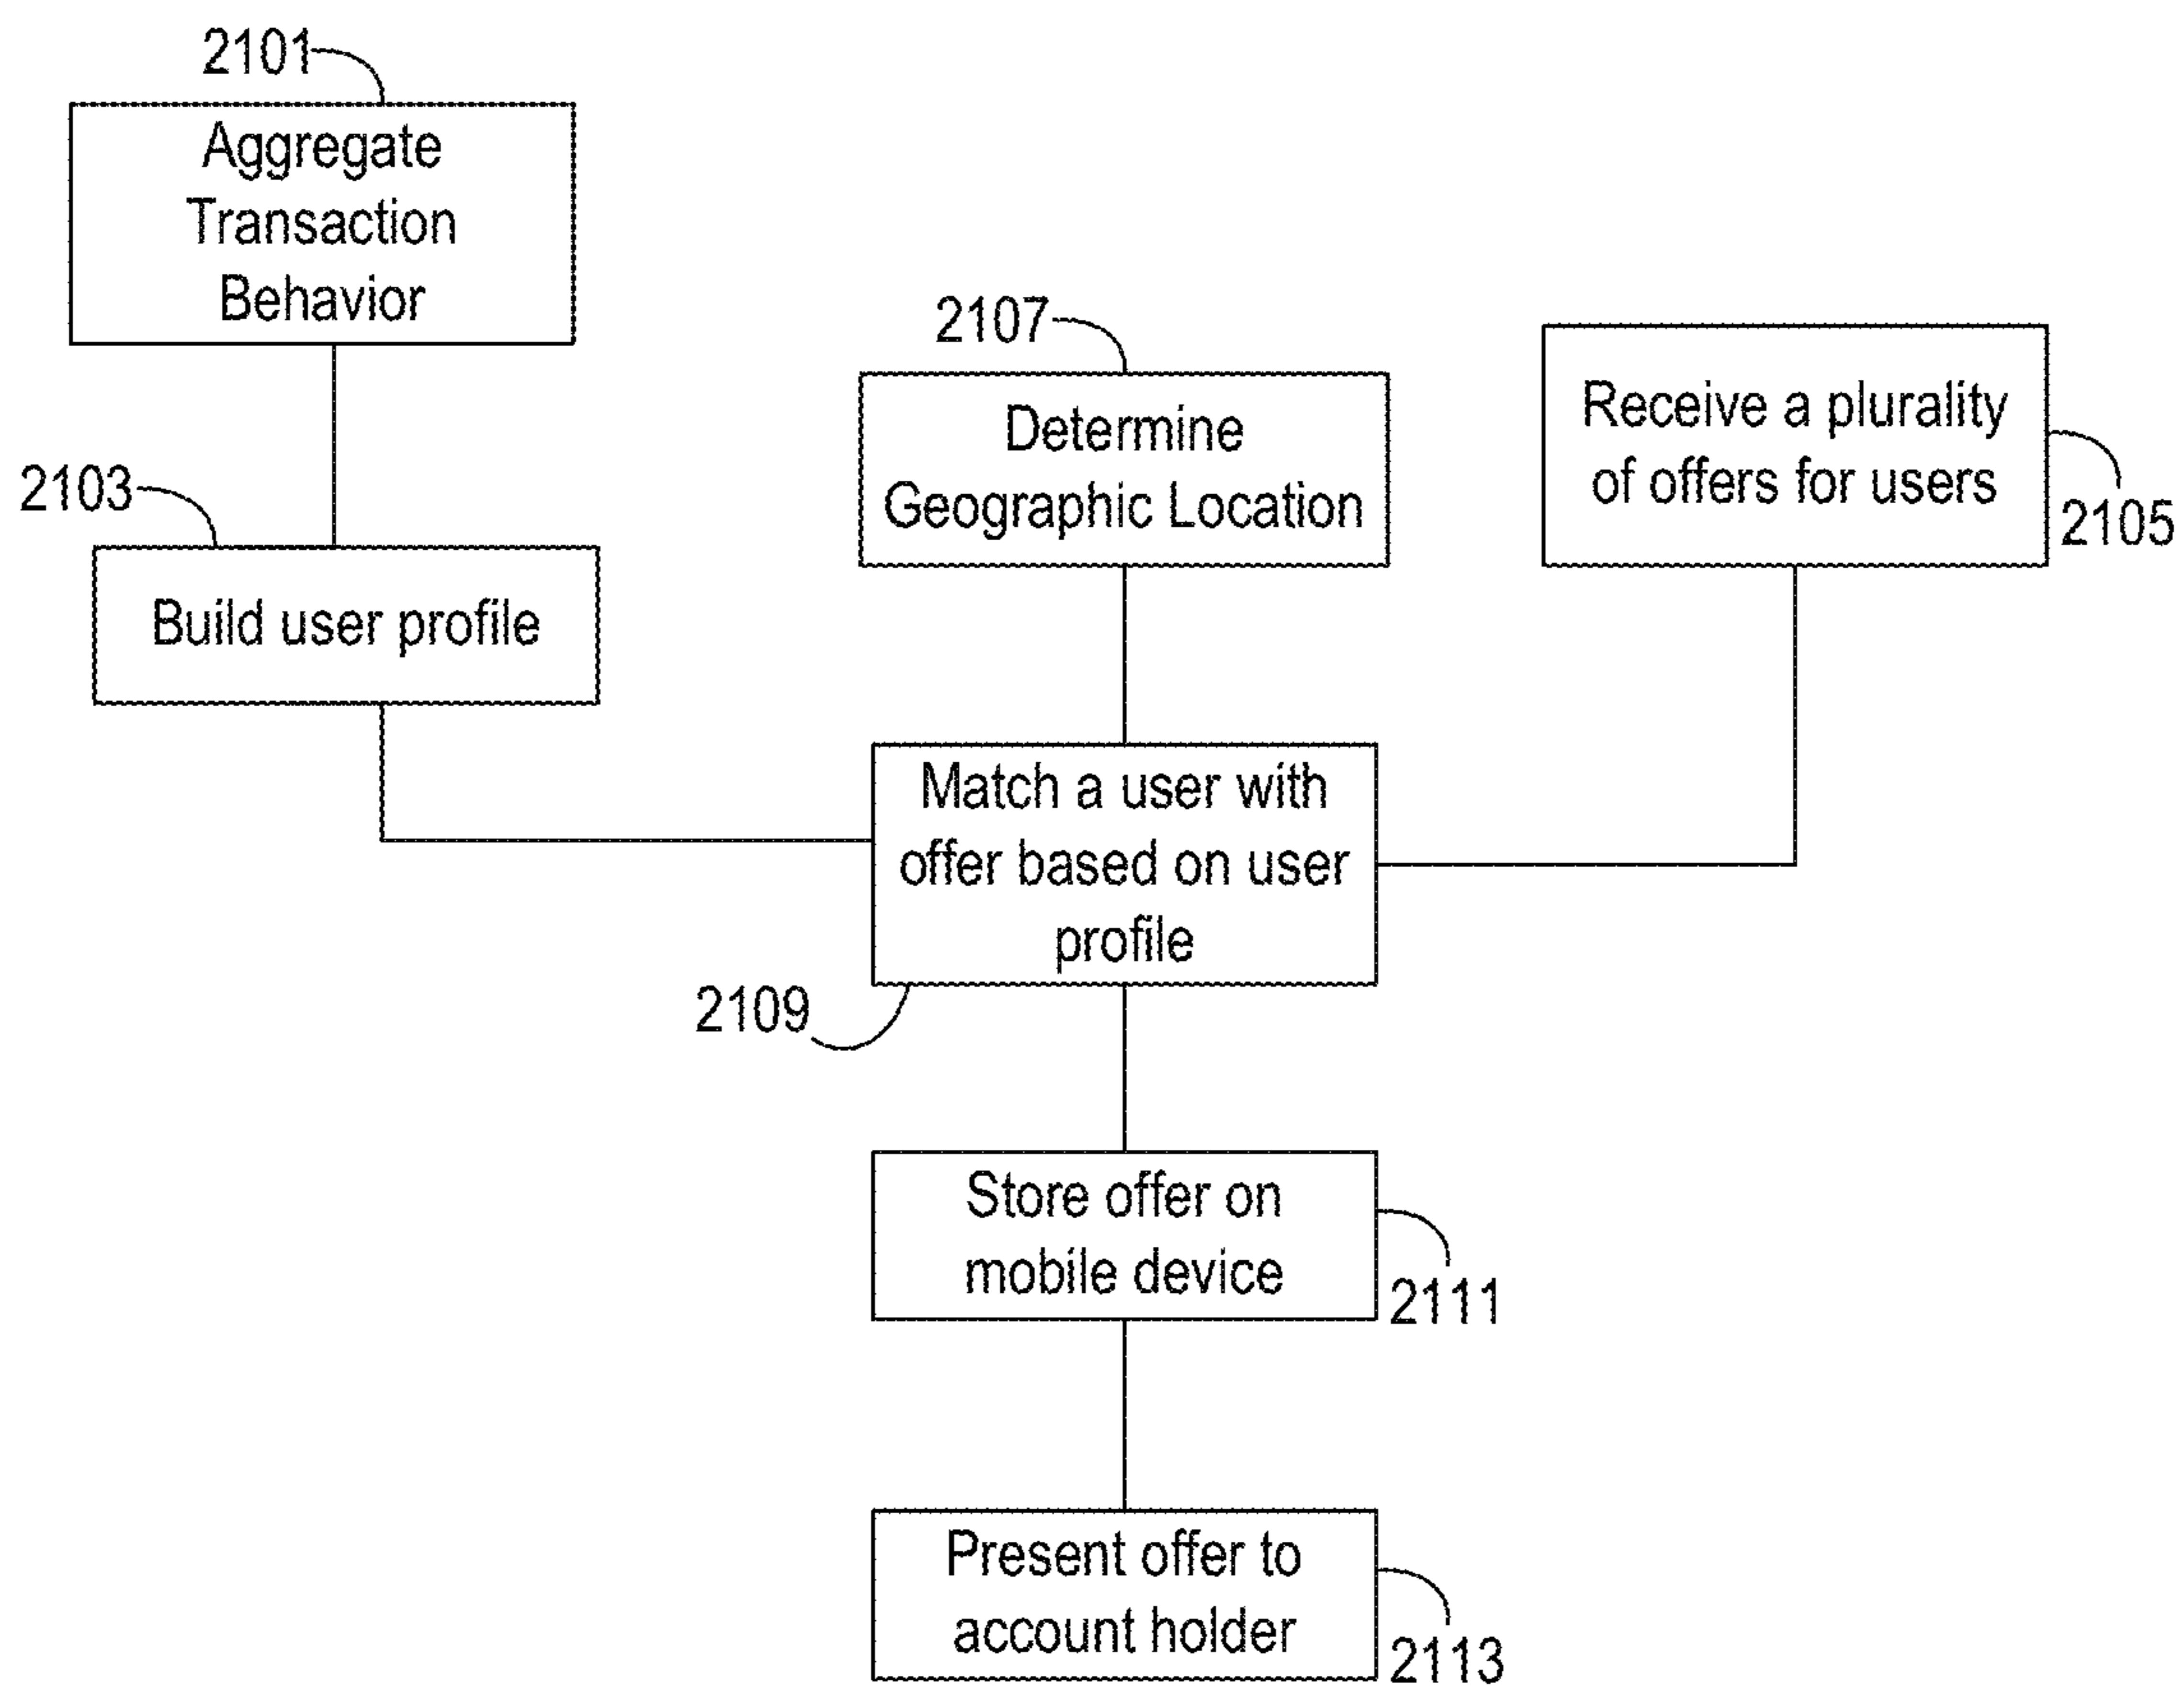 2101
Aggregate
Transaction
Behavior
2103
Build user profile
2107
Determine
Geographic Location
Receive a plurality
of offers for users
2105
Match a user with
offer based on user
profile
2109
Store offer on
mobile device
2111
Present offer to
account holder
2113